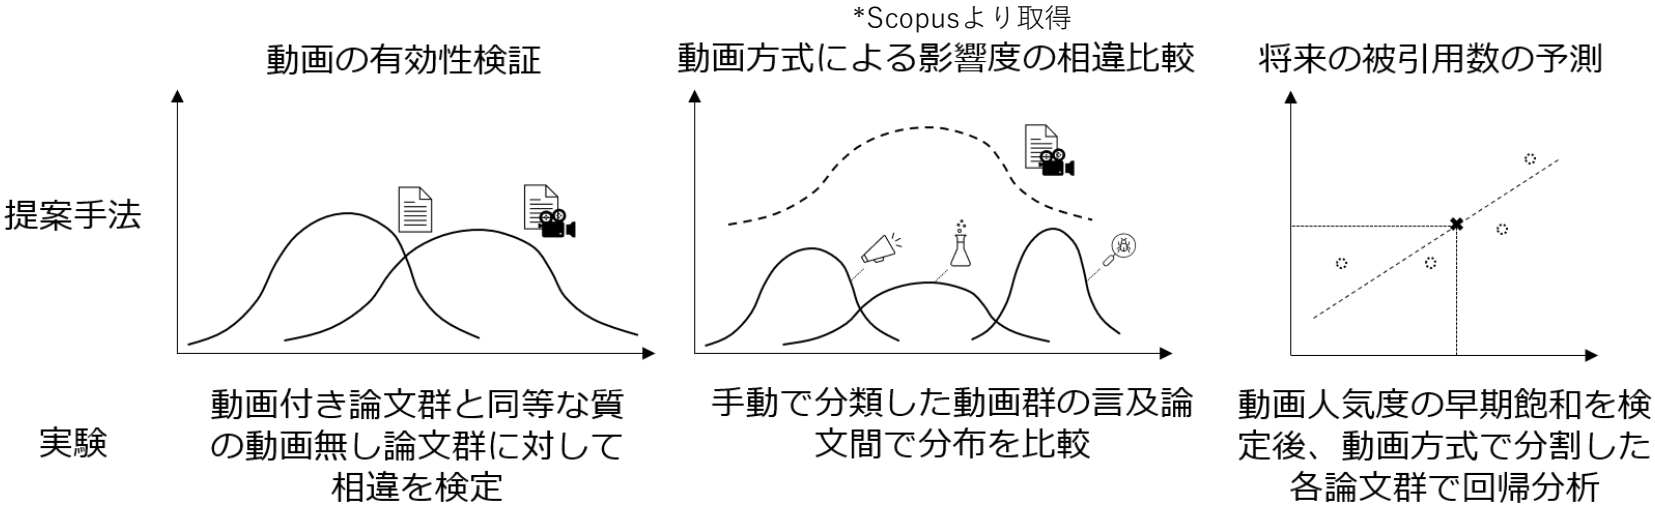 *Scopusより取得
動画の有効性検証
動画方式による影響度の相違比較
将来の被引用数の予測
提案手法
実験
動画付き論文群と同等な質
の動画無し論文群に対して
相違を検定
手動で分類した動画群の言及論
文間で分布を比較
動画人気度の早期飽和を検
定後、動画方式で分割した
各論文群で回帰分析